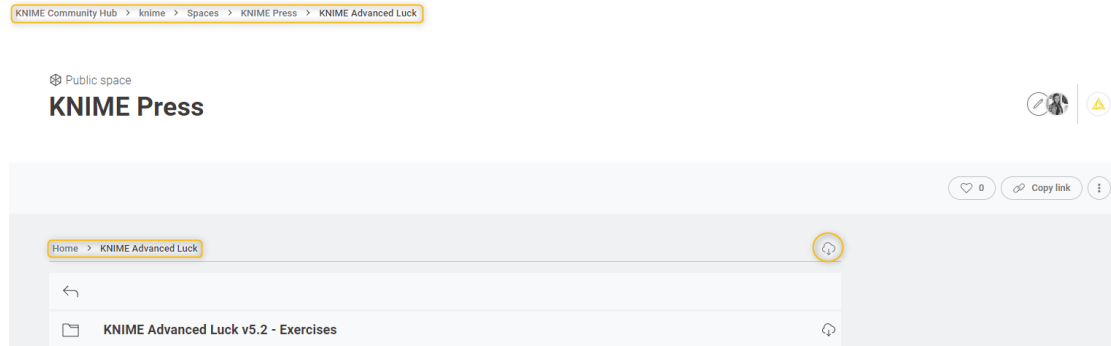 KNIME Community Hub > knime > Spaces > KNIME Press > KNIME Advanced Luck
Public space
KNIME Press
0 Copy link
Home > KNIME Advanced Luck
KNIME Advanced Luck v5.2 - Exercises